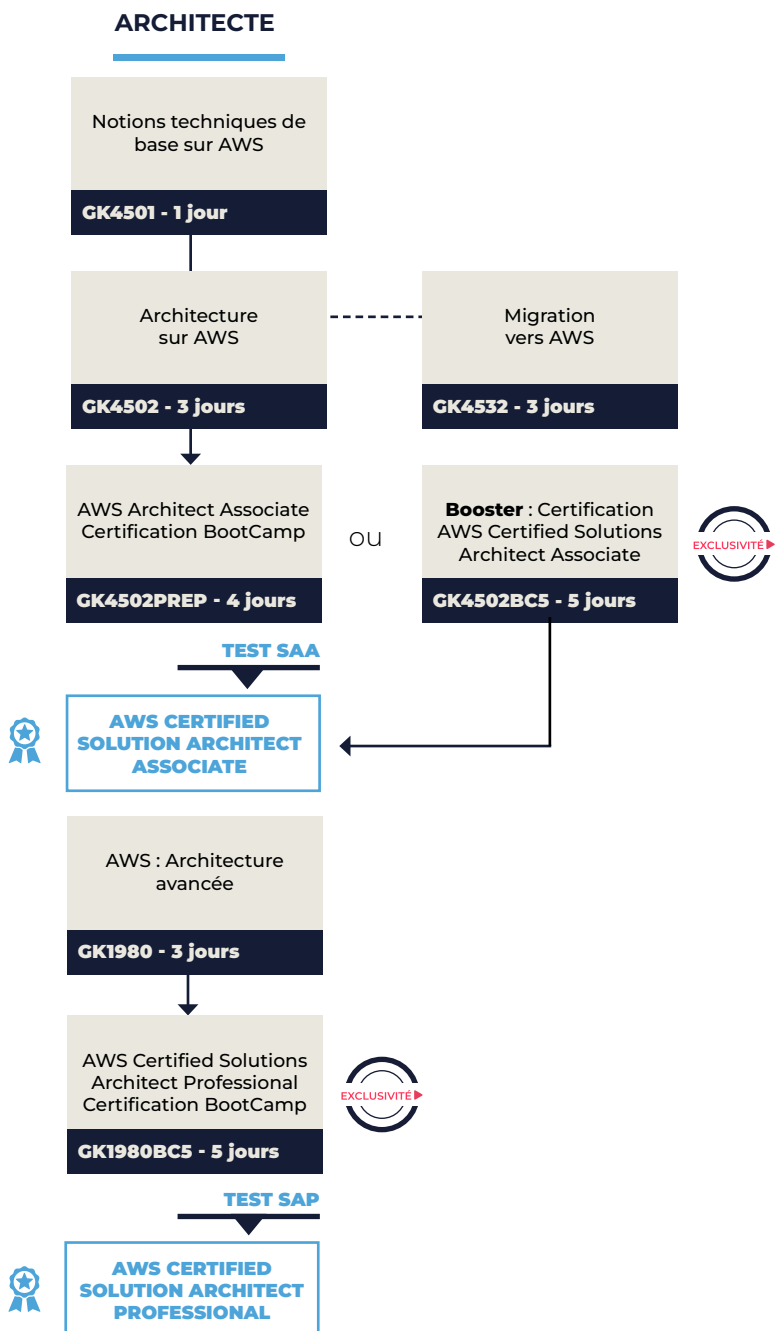 ARCHITECTE
Notions techniques de
base sur AWS
GK4501 - 1 jour
Architecture
sur AWS
GK4502 - 3 jours
Migration
vers AWS
GK4532 - 3 jours
AWS Architect Associate
Certification BootCamp
GK4502PREP - 4 jours
ou
Booster : Certification
AWS Certified Solutions
Architect Associate
GK4502BC5 - 5 jours
EXCLUSIVITÉ
TEST SAA
AWS CERTIFIED
SOLUTION ARCHITECT
ASSOCIATE
AWS : Architecture
avancée
GK1980 - 3 jours
AWS Certified Solutions
Architect Professional
Certification BootCamp
GK1980BC5 - 5 jours
EXCLUSIVITÉ
TEST SAP
AWS CERTIFIED
SOLUTION ARCHITECT
PROFESSIONAL